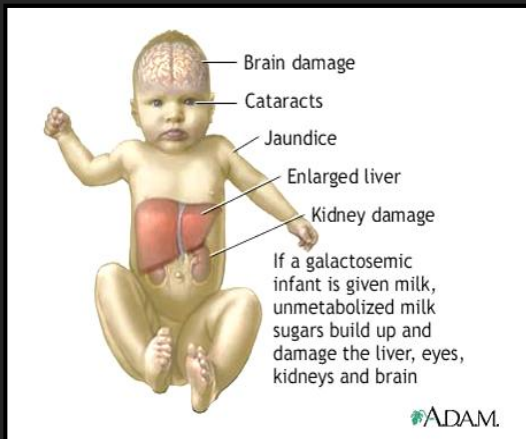 Brain damage
Cataracts
Jaundice
Enlarged liver
Kidney damage
If a galactosemic
infant is given milk,
unmetabolized milk
sugars build up and
damage the liver, eyes,
kidneys and brain
A.D.A.M.